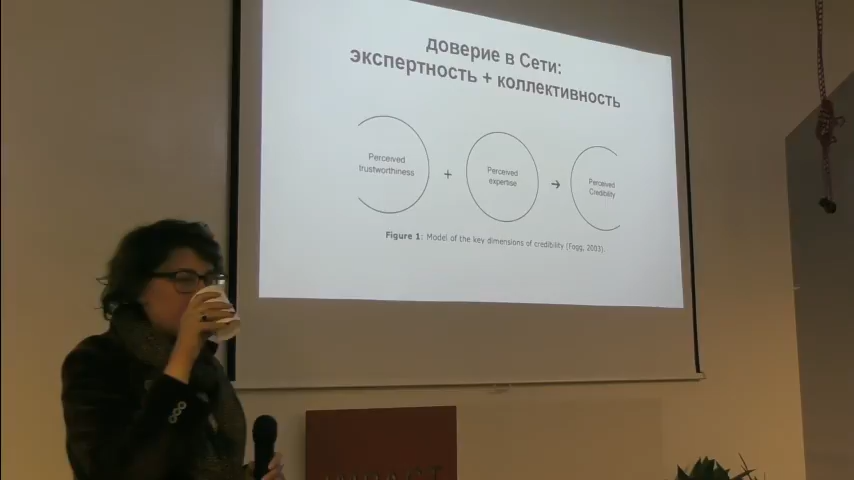 доверие в Сети:
экспертность + коллективность
Perceived
trustworthiness
+
Perceived
expertise
→
Perceived
Credibility
Figure 1: Model of the key dimensions of credibility (Fogg, 2003).